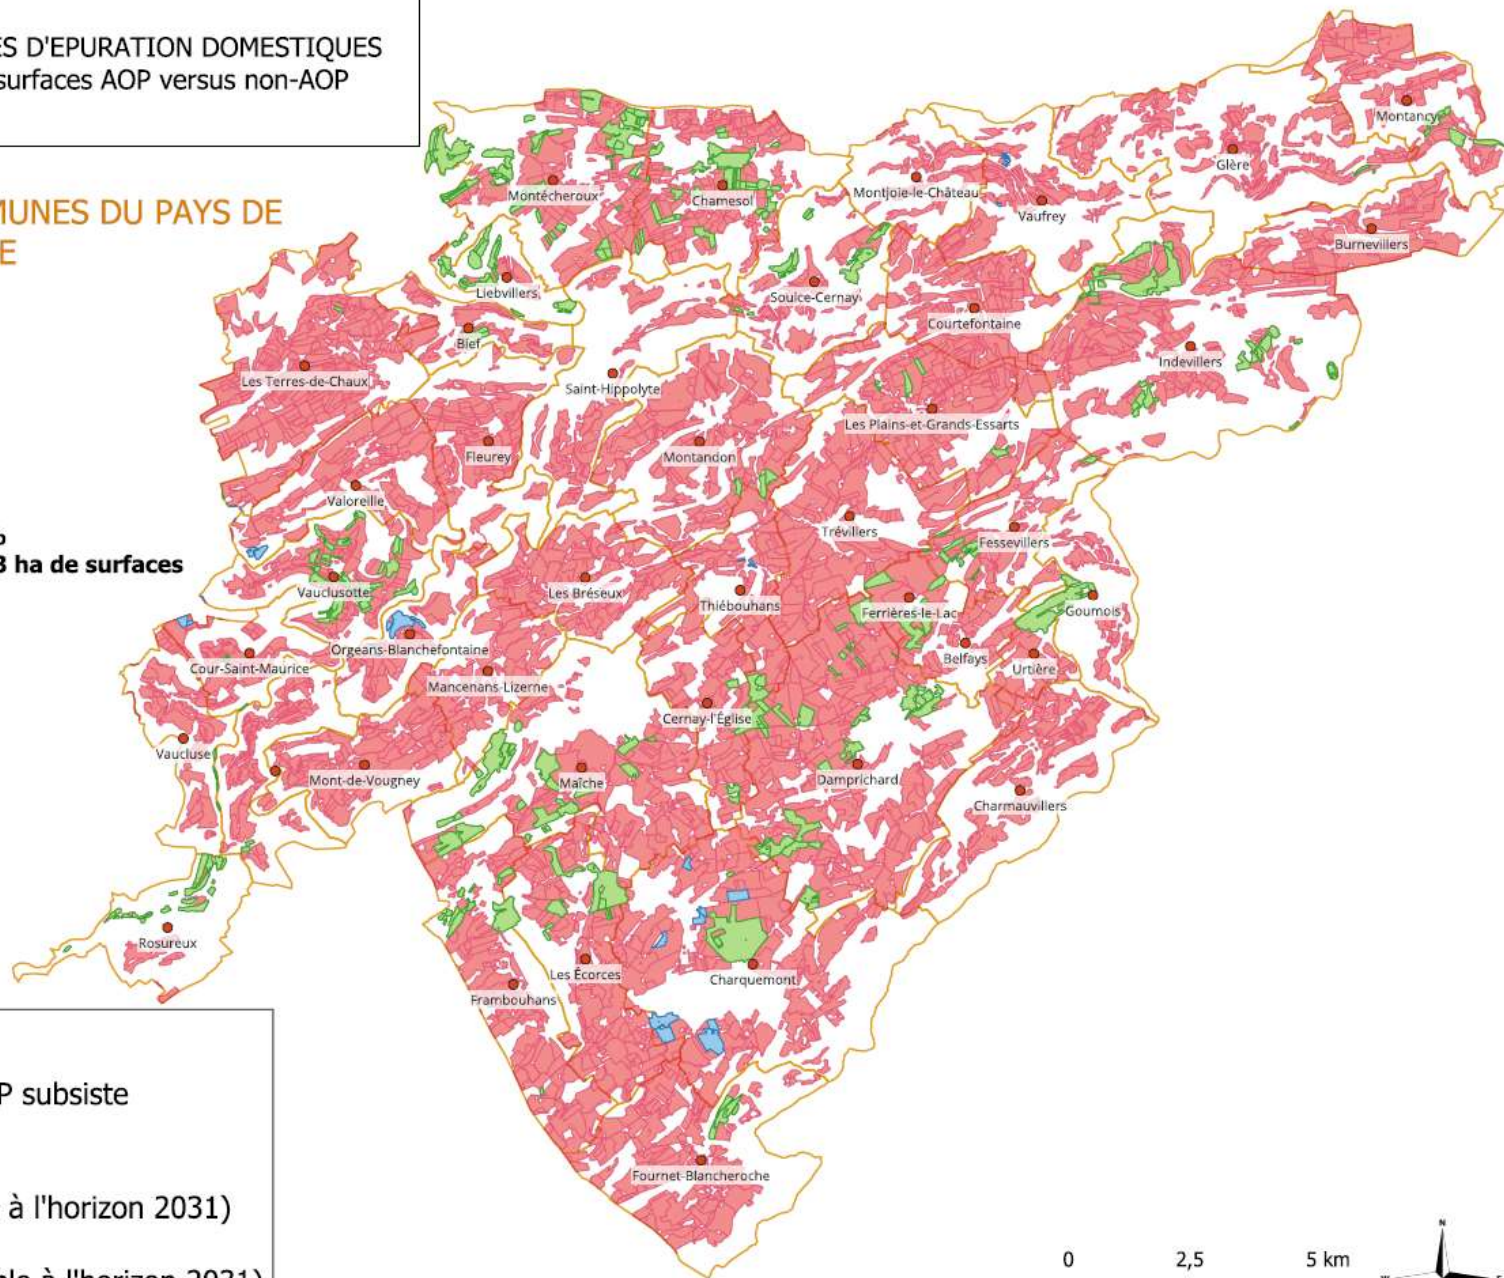 ES D'EPURATION DOMESTIQUES
surfaces AOP versus non-AOP
MUNES DU PAYS DE
E
3 ha de surfaces
Montancy
Glère
Montécheroux
Chamesol
Montjoie-le-Château
Vaufrey
Burnevillers
Liebvillers
Soulce-Cernay
Courtefontaine
Bief
Indevillers
Les Terres-de-Chaux
Saint-Hippolyte
Les Plains-et-Grands-Essarts
Fleurey
Montandon
Valoreille
Trévillers
Fessevillers
Vauclusotte
Les Bréseux
Thiébouhans
Ferrières-le-Lac
Goumois
Orgeans-Blanchefontaine
Belfays
Cour-Saint-Maurice
Urtière
Mancenans-Lizerne
Cernay-l'Église
Vaucluse
Mont-de-Vougney
Maîche
Damprichard
Charmauvillers
Rosureux
Les Écorces
Charquemont
Frambouhans
P subsiste
Fournet-Blancheroche
à l'horizon 2031)
à l'horizon 2031)
0 2,5 5 km
N